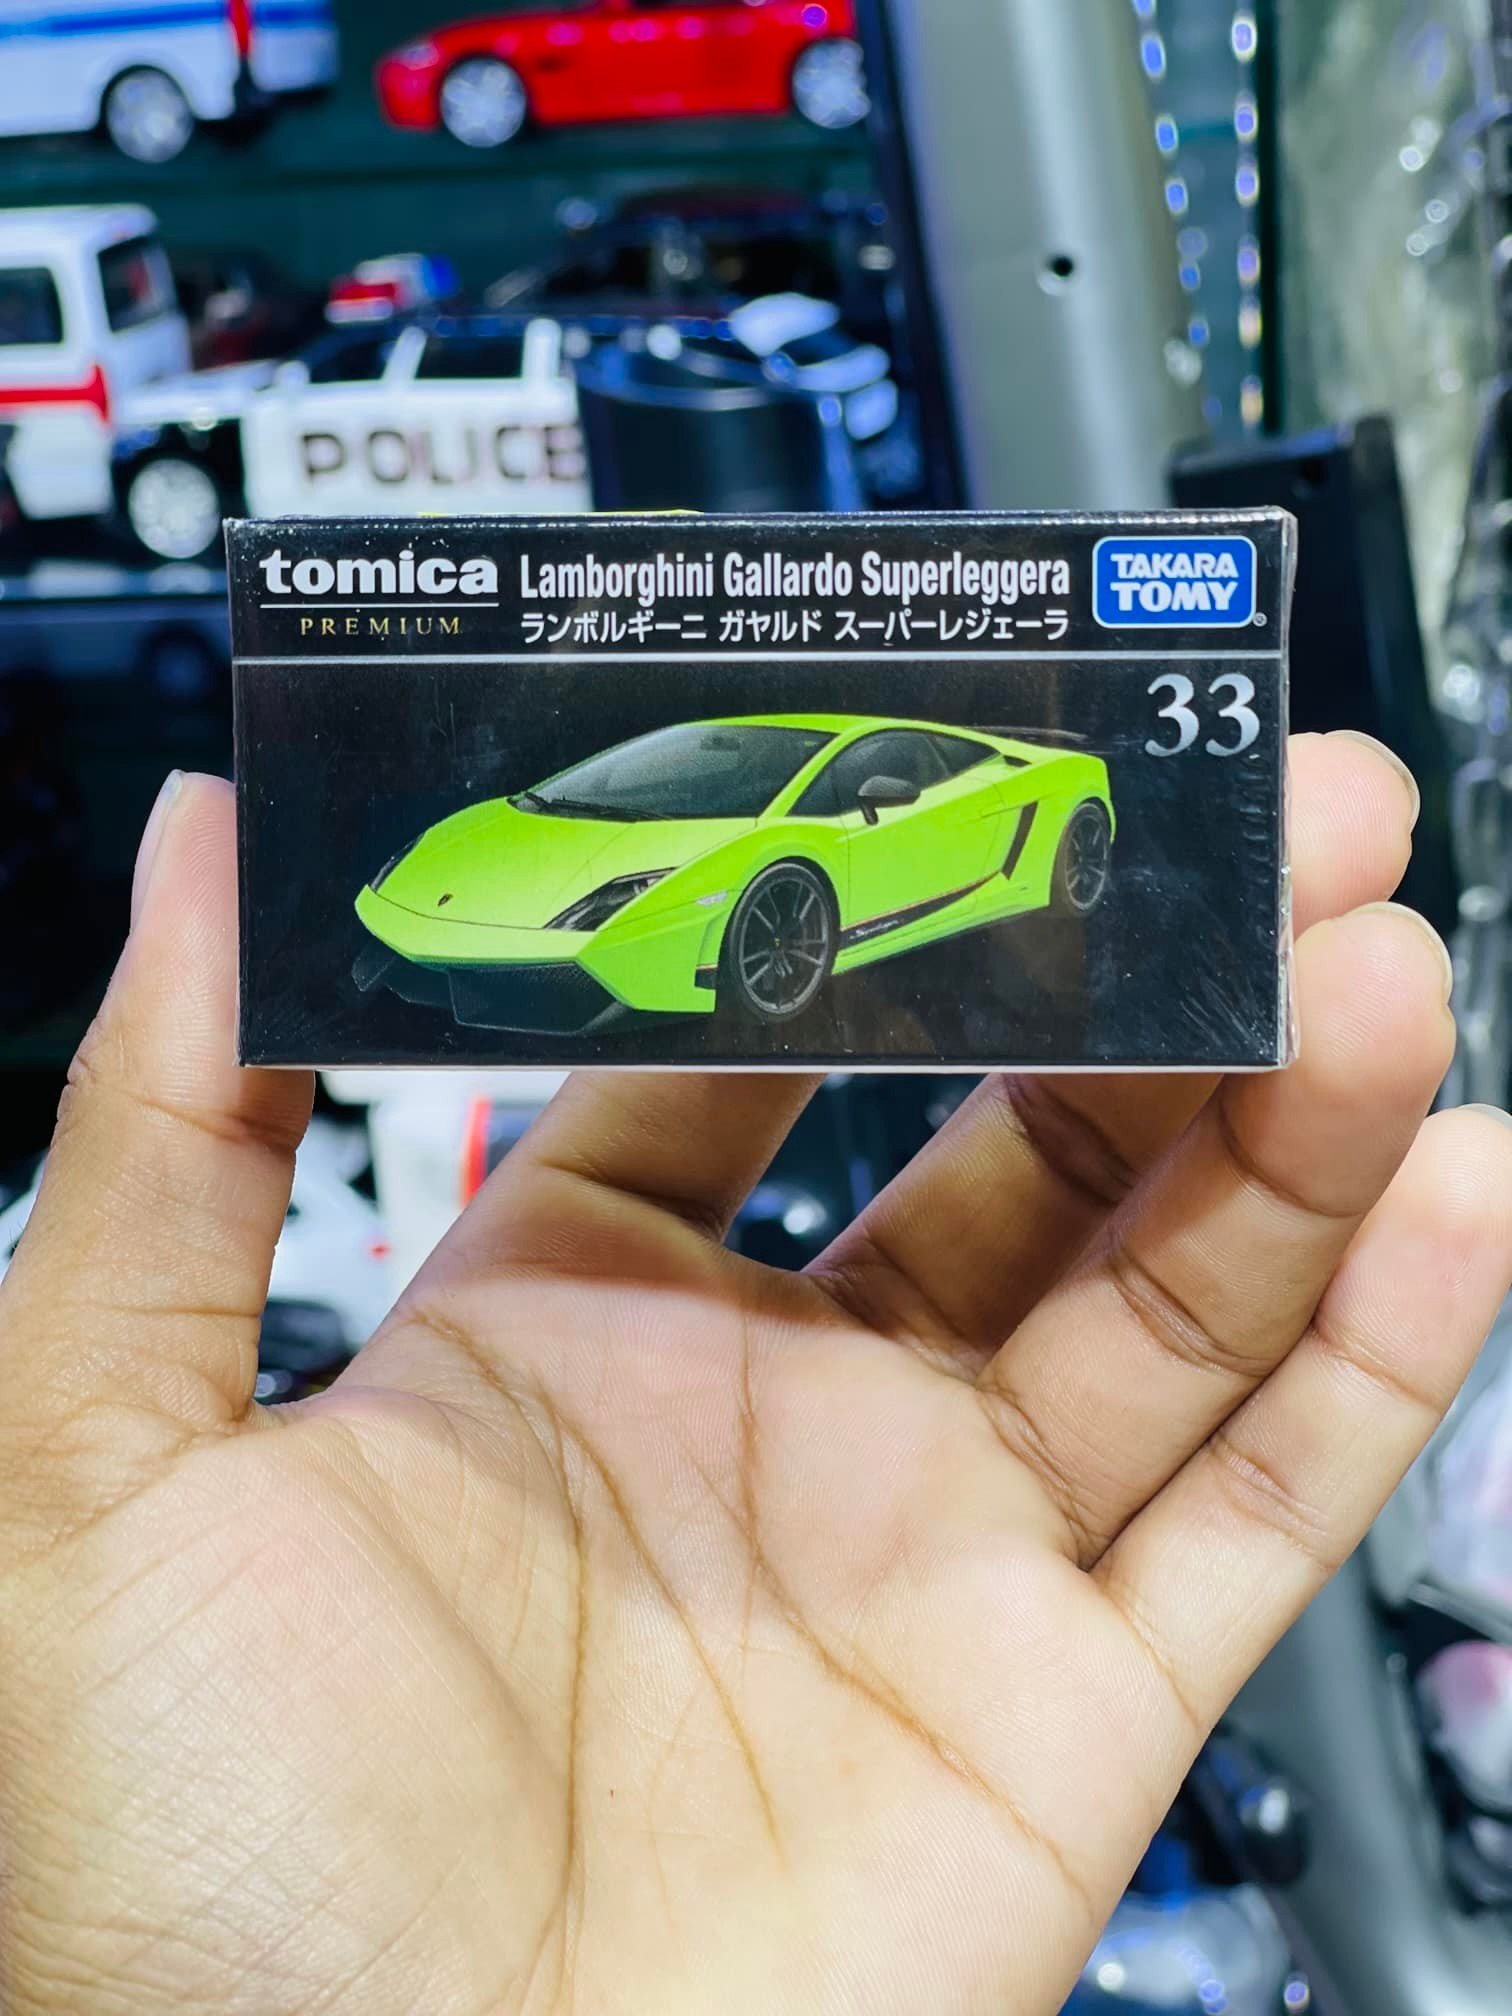 POLICE
tomica
PREMIUM
Lamborghini Gallardo Superleggera
ランボルギーニ ガヤルド スーパーレジェーラ
TAKARA
TOMY
33